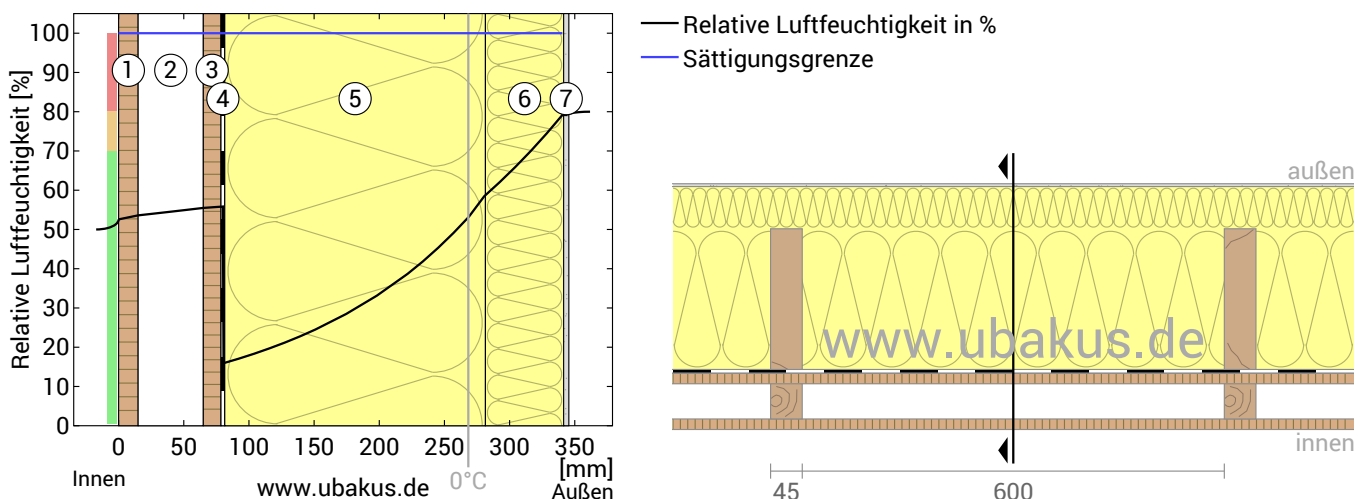 Relative Luftfeuchtigkeit [%]
100
90
80
70
60
50
40
30
20
10
0
1
2
3
4
5
6
7
0
50
100
150
200
250
300
350
[mm]
Innen
www.ubakus.de
0°C
Außen
Relative Luftfeuchtigkeit in %
Sättigungsgrenze
außen
www.ubakus.de
innen
45
600